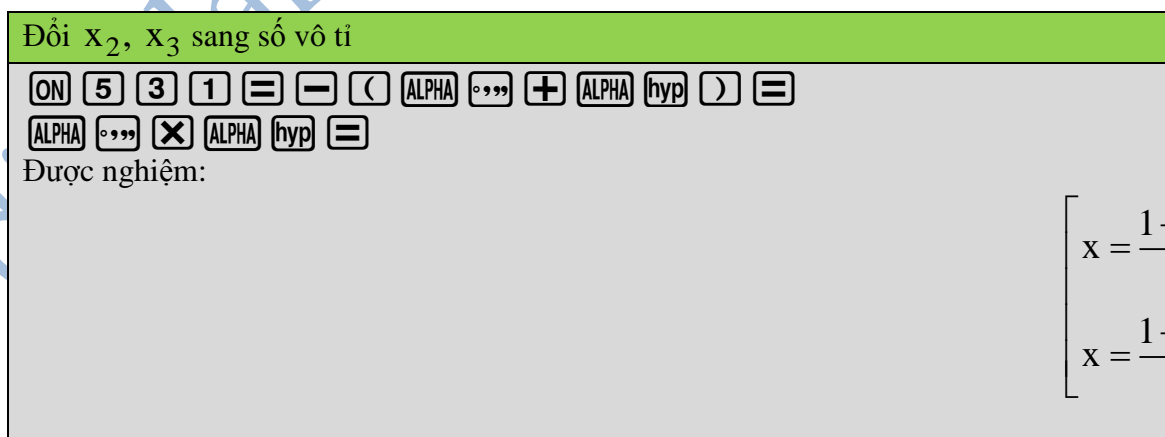 Đổi x₂, x₃ sang số vô tỉ
ON 5 3 1 = − ( ALPHA °,,, + ALPHA hyp ) =
ALPHA °,,, × ALPHA hyp =
Được nghiệm:
x = 1
x = 1